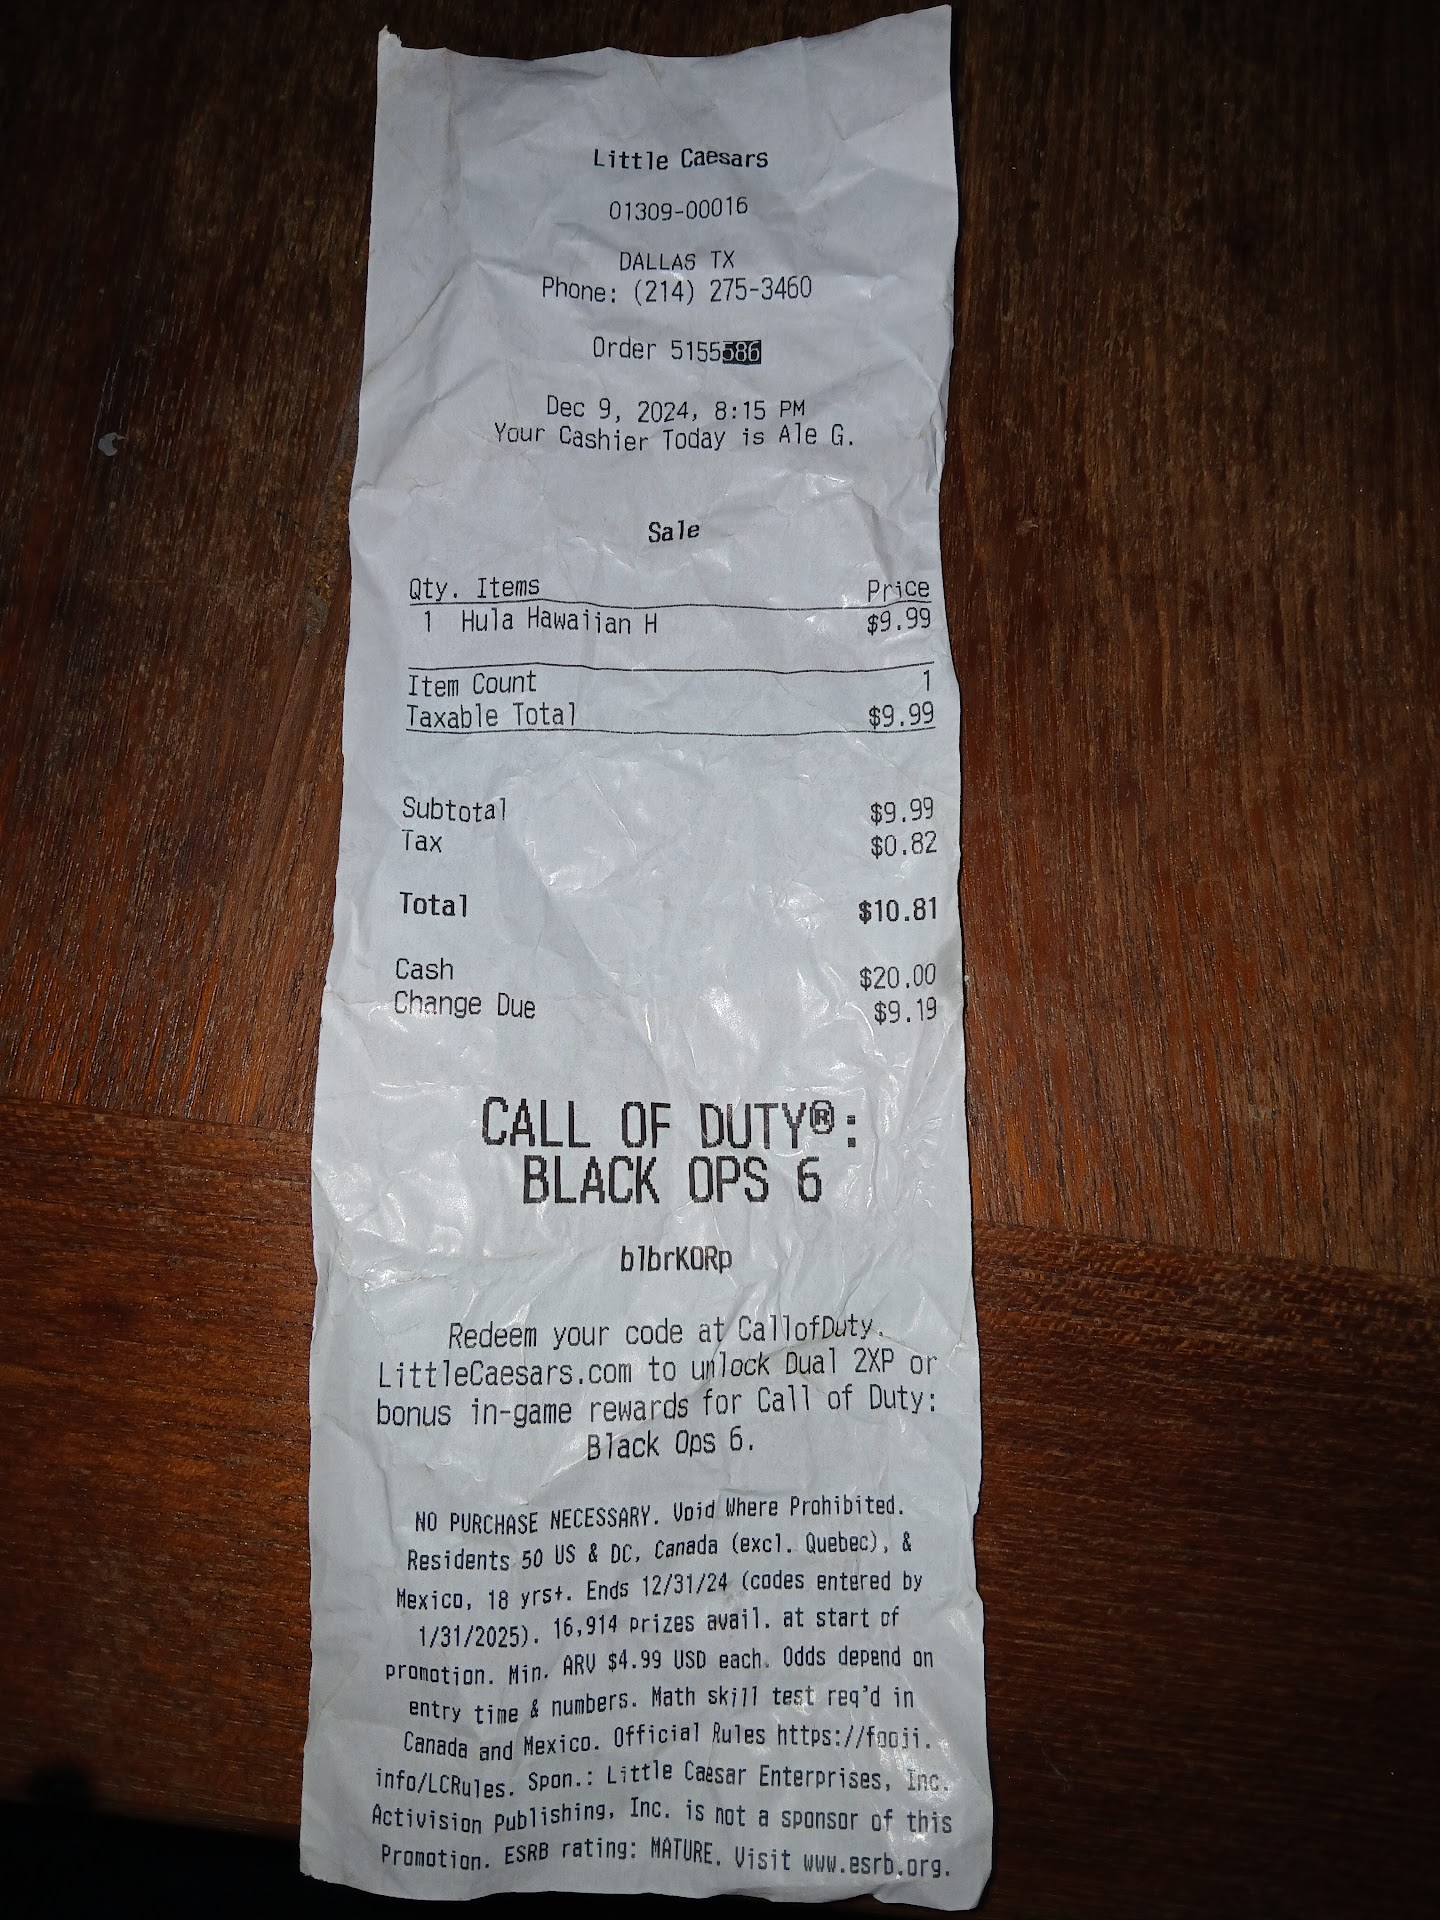 Little Caesars
01309-00016
DALLAS TX
Phone: (214) 275-3460
Order 5155586
Dec 9, 2024, 8:15 PM
Your Cashier Today is Ale G.
Sale
Qty. Items Price
1 Hula Hawaiian H $9.99
Item Count 1
Taxable Total $9.99
Subtotal $9.99
Tax $0.82
Total $10.81
Cash $20.00
Change Due $9.19
CALL OF DUTY®:
BLACK OPS 6
blbrKORp
Redeem your code at CallofDuty.
LittleCaesars.com to unlock Dual 2XP or
bonus in-game rewards for Call of Duty:
Black Ops 6.
NO PURCHASE NECESSARY. Void Where Prohibited.
Residents 50 US & DC, Canada (excl. Quebec), &
Mexico, 18 yrs+. Ends 12/31/24 (codes entered by
1/31/2025). 16,914 prizes avail. at start of
promotion. Min. ARV $4.99 USD each. Odds depend on
entry time & numbers. Math skill test req'd in
Canada and Mexico. Official Rules https://fooji.
info/LCRules. Spon.: Little Caesar Enterprises, Inc.
Activision Publishing, Inc. is not a sponsor of this
Promotion. ESRB rating: MATURE. Visit www.esrb.org.